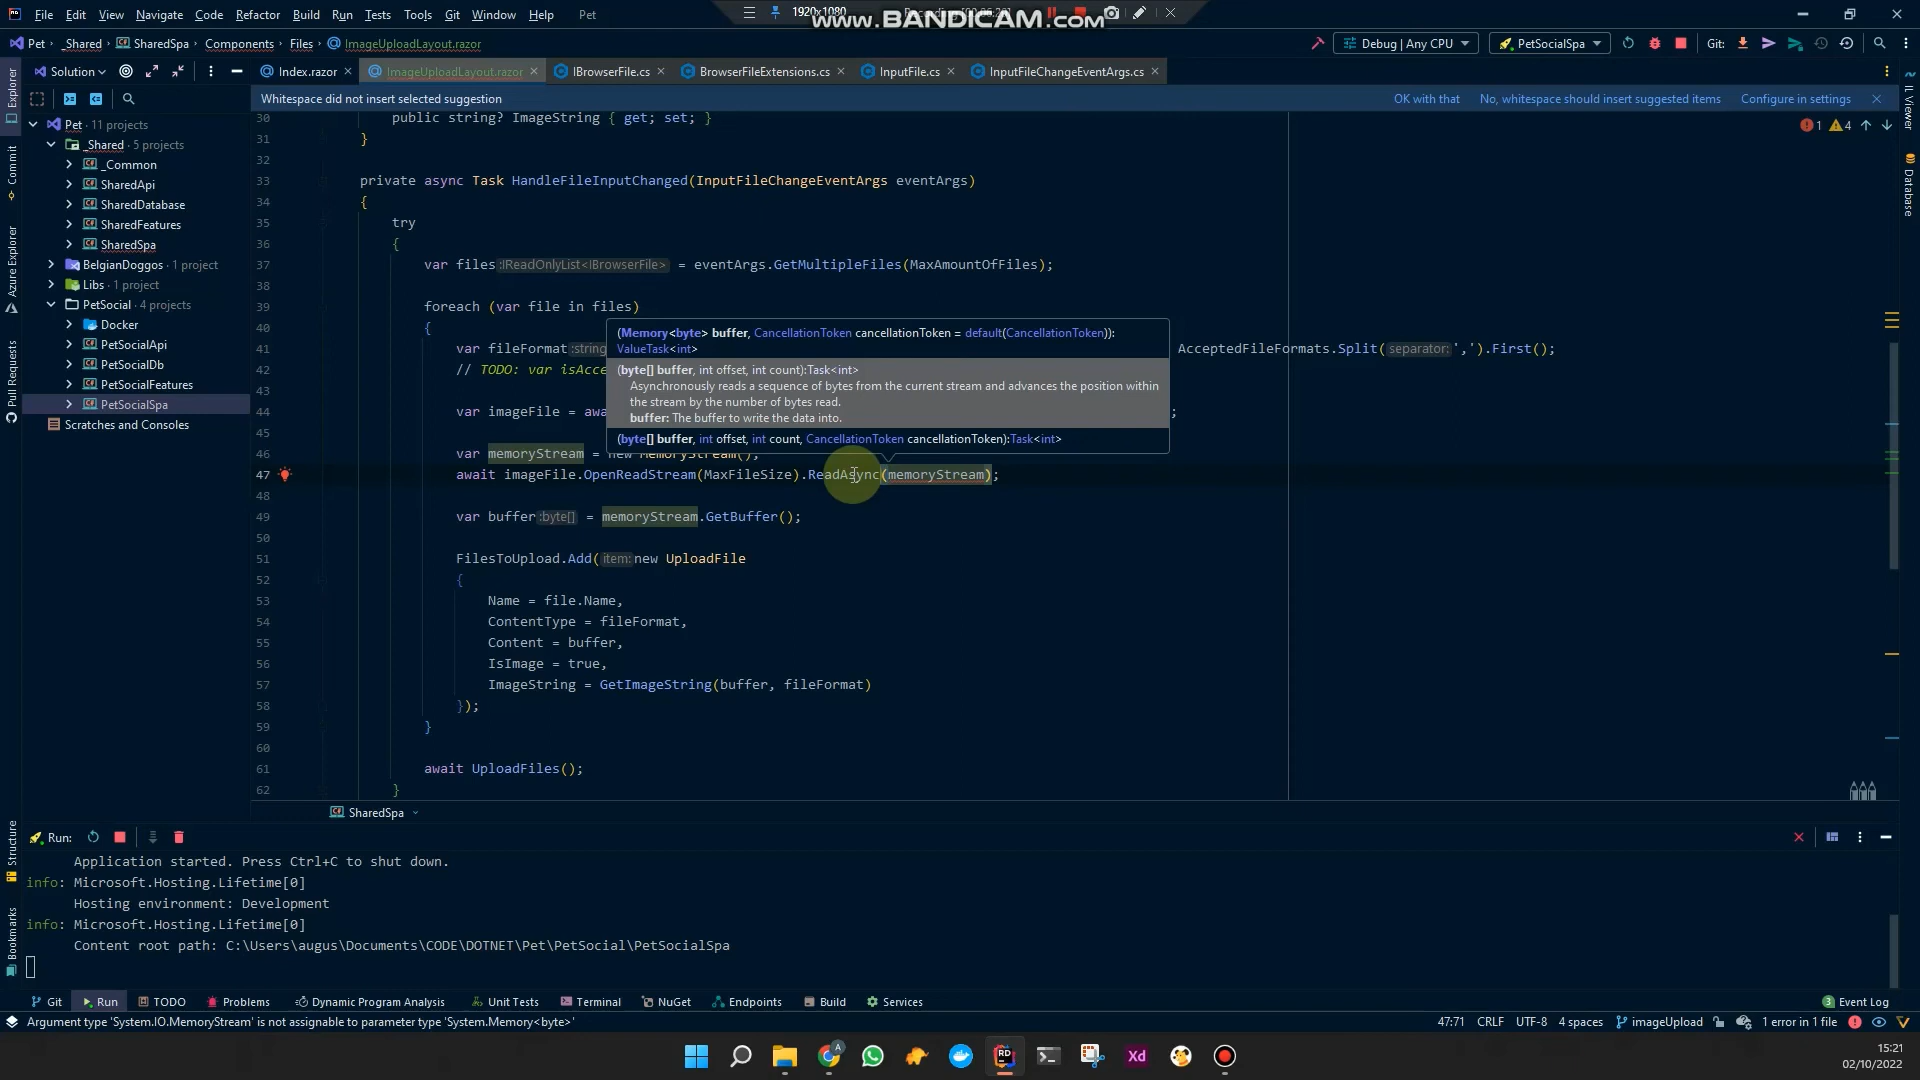 File Edit View Navigate Code Refactor Build Run Tests Tools Git Window Help Pet
1920x1080
www.BANDICAM.com
Pet _Shared SharedSpa Components Files ImageUploadLayout.razor
Debug | Any CPU PetSocialSpa Git:
Solution Index.razor ImageUploadLayout.razor IBrowserFile.cs BrowserFileExtensions.cs InputFile.cs InputFileChangeEventArgs.cs
Whitespace did not insert selected suggestion OK with that No, whitespace should insert suggested items Configure in settings
Explorer
Commit
Azure Explorer
Pull Requests
Structure
Bookmarks
IL Viewer
Database
Pet · 11 projects
_Shared · 5 projects
_Common
SharedApi
SharedDatabase
SharedFeatures
SharedSpa
BelgianDoggos · 1 project
Libs · 1 project
PetSocial · 4 projects
Docker
PetSocialApi
PetSocialDb
PetSocialFeatures
PetSocialSpa
Scratches and Consoles
1 4
30 public string? ImageString { get; set; }
31 }
32
33 private async Task HandleFileInputChanged(InputFileChangeEventArgs eventArgs)
34 {
35 try
36 {
37 var files :IReadOnlyList<IBrowserFile> = eventArgs.GetMultipleFiles(MaxAmountOfFiles);
38
39 foreach (var file in files)
40 {
41 var fileFormat :string AcceptedFileFormats.Split( separator: ',').First();
42 // TODO: var isAcce
43
44 var imageFile = awa ;
45
46 var memoryStream = new MemoryStream();
47 await imageFile.OpenReadStream(MaxFileSize).ReadAsync(memoryStream);
48
49 var buffer :byte[] = memoryStream.GetBuffer();
50
51 FilesToUpload.Add( item: new UploadFile
52 {
53 Name = file.Name,
54 ContentType = fileFormat,
55 Content = buffer,
56 IsImage = true,
57 ImageString = GetImageString(buffer, fileFormat)
58 });
59 }
60
61 await UploadFiles();
62 }
(Memory<byte> buffer, CancellationToken cancellationToken = default(CancellationToken)):
ValueTask<int>
(byte[] buffer, int offset, int count):Task<int>
Asynchronously reads a sequence of bytes from the current stream and advances the position within
the stream by the number of bytes read.
buffer: The buffer to write the data into.
(byte[] buffer, int offset, int count, CancellationToken cancellationToken):Task<int>
SharedSpa
Run:
Application started. Press Ctrl+C to shut down.
info: Microsoft.Hosting.Lifetime[0]
Hosting environment: Development
info: Microsoft.Hosting.Lifetime[0]
Content root path: C:\Users\augus\Documents\CODE\DOTNET\Pet\PetSocial\PetSocialSpa
Git Run TODO Problems Dynamic Program Analysis Unit Tests Terminal NuGet Endpoints Build Services 3 Event Log
Argument type 'System.IO.MemoryStream' is not assignable to parameter type 'System.Memory<byte>' 47:71 CRLF UTF-8 4 spaces imageUpload 1 error in 1 file
A RD Xd
15:21
02/10/2022